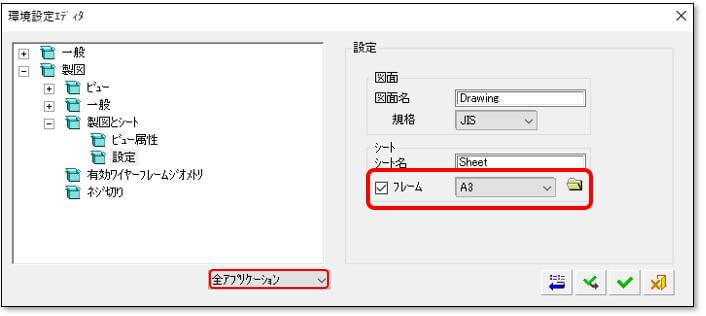 環境設定ｴﾃﾞｨﾀ
一般
製図
ﾋﾞｭｰ
一般
製図とｼｰﾄ
ﾋﾞｭｰ属性
設定
有効ﾜｲﾔｰﾌﾚｰﾑｼﾞｵﾒﾄﾘ
ﾈｼﾞ切り
全ｱﾌﾟﾘｹｰｼｮﾝ
設定
図面
図面名 Drawing
規格 JIS
ｼｰﾄ
ｼｰﾄ名 Sheet
ﾌﾚｰﾑ A3